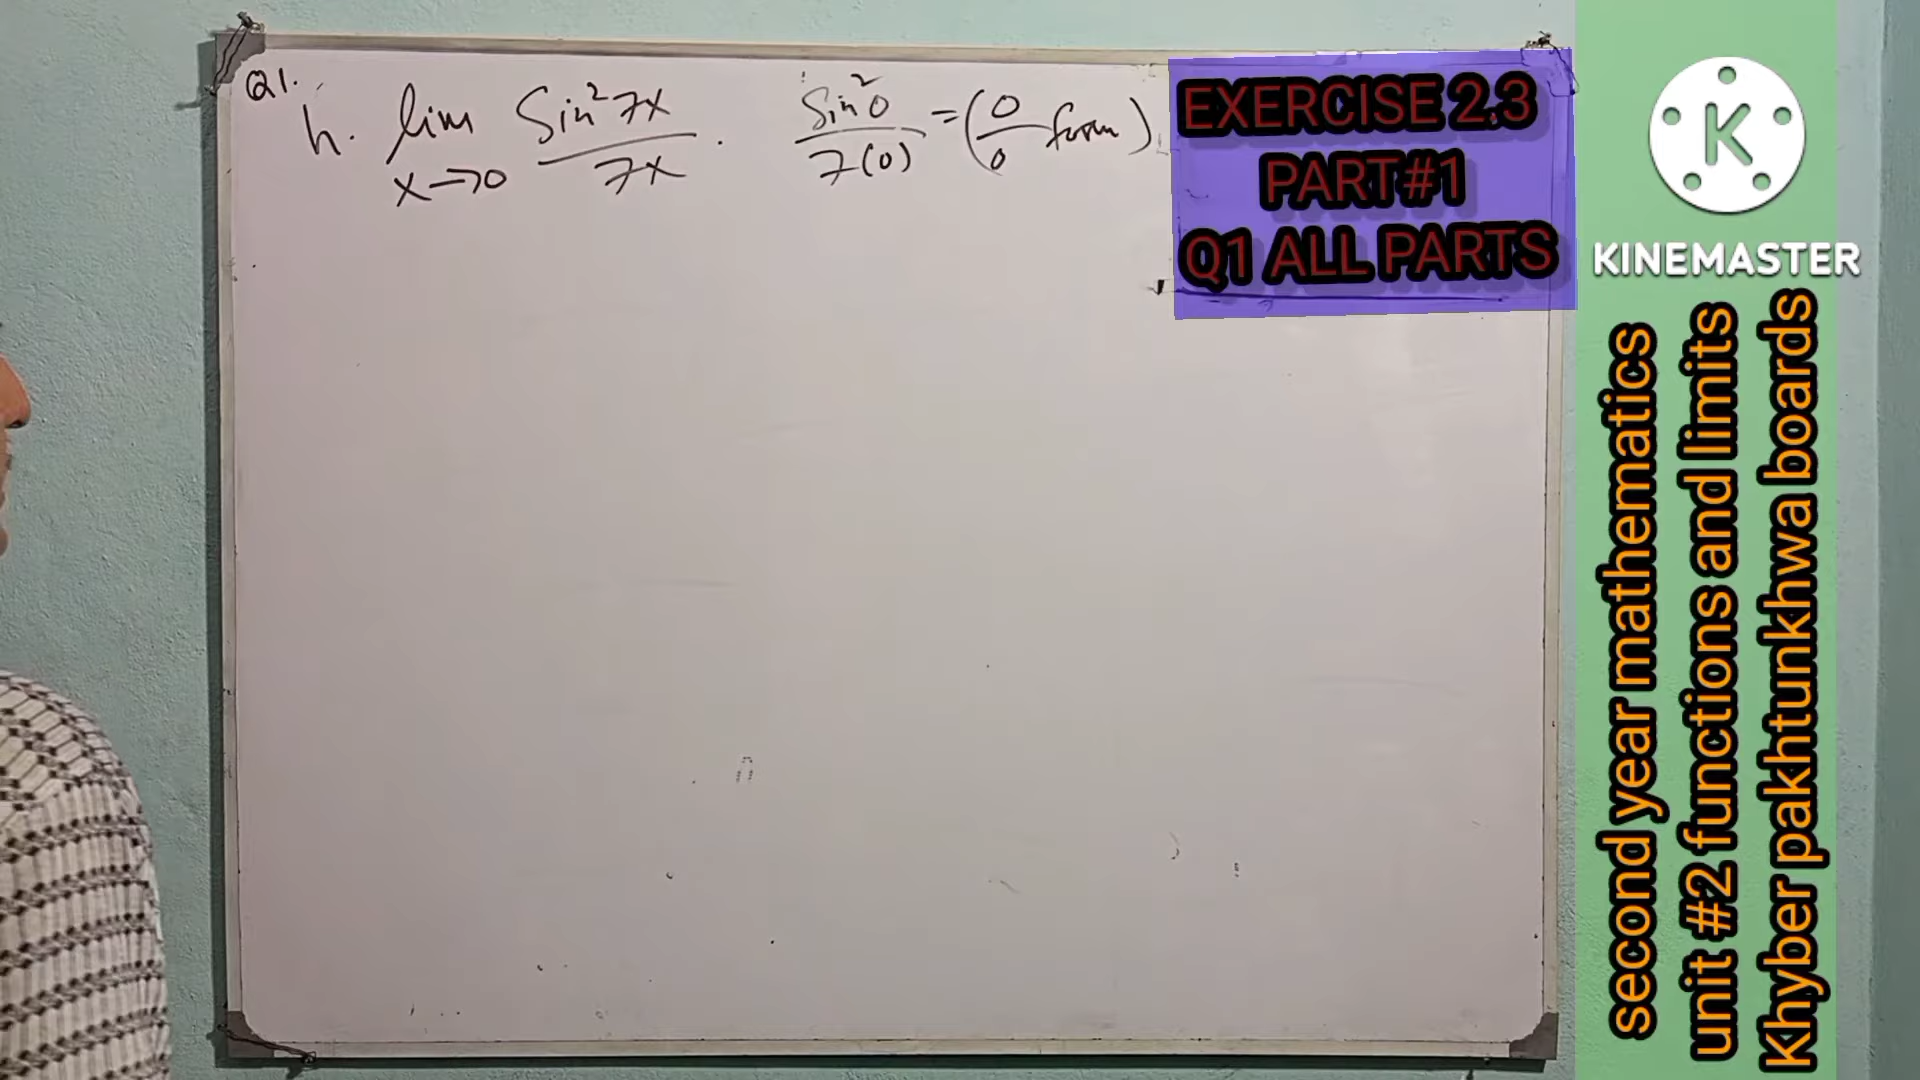 Q1.
h. lim x→0 Sin²7x / 7x . Sin²0 / 7(0) = (0/0 form)
EXERCISE 2.3
PART#1
Q1 ALL PARTS
K
KINEMASTER
second year mathematics
unit #2 functions and limits
Khyber pakhtunkhwa boards